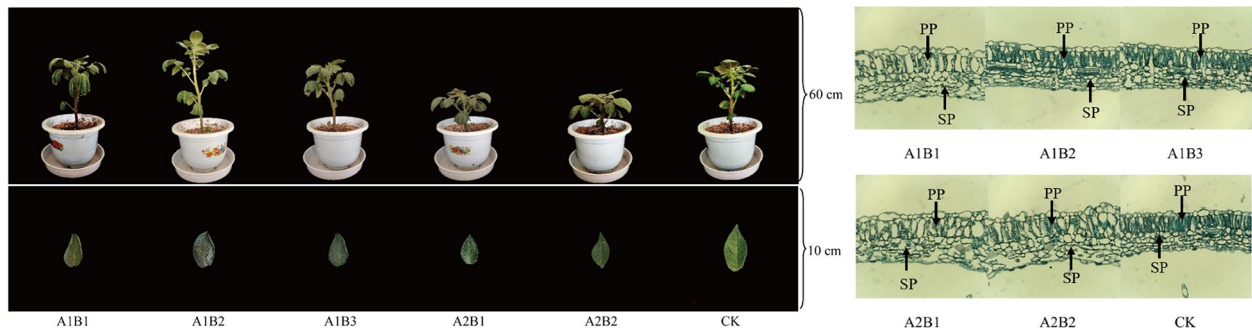 60 cm
10 cm
A1B1 A1B2 A1B3 A2B1 A2B2 CK
PP PP PP
SP SP SP
A1B1 A1B2 A1B3
PP PP PP
SP SP SP
A2B1 A2B2 CK